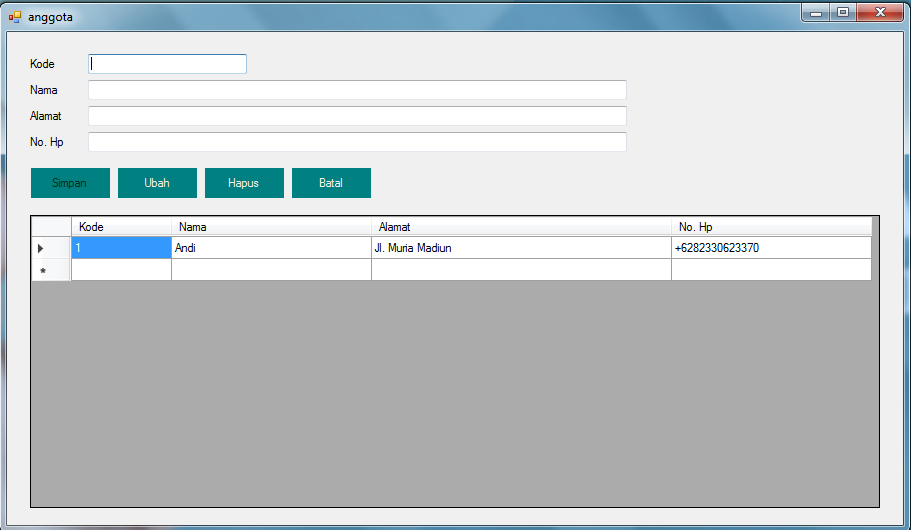 anggota
Kode
Nama
Alamat
No. Hp
Simpan Ubah Hapus Batal
Kode Nama Alamat No. Hp
1 Andi Jl. Muria Madiun +6282330623370